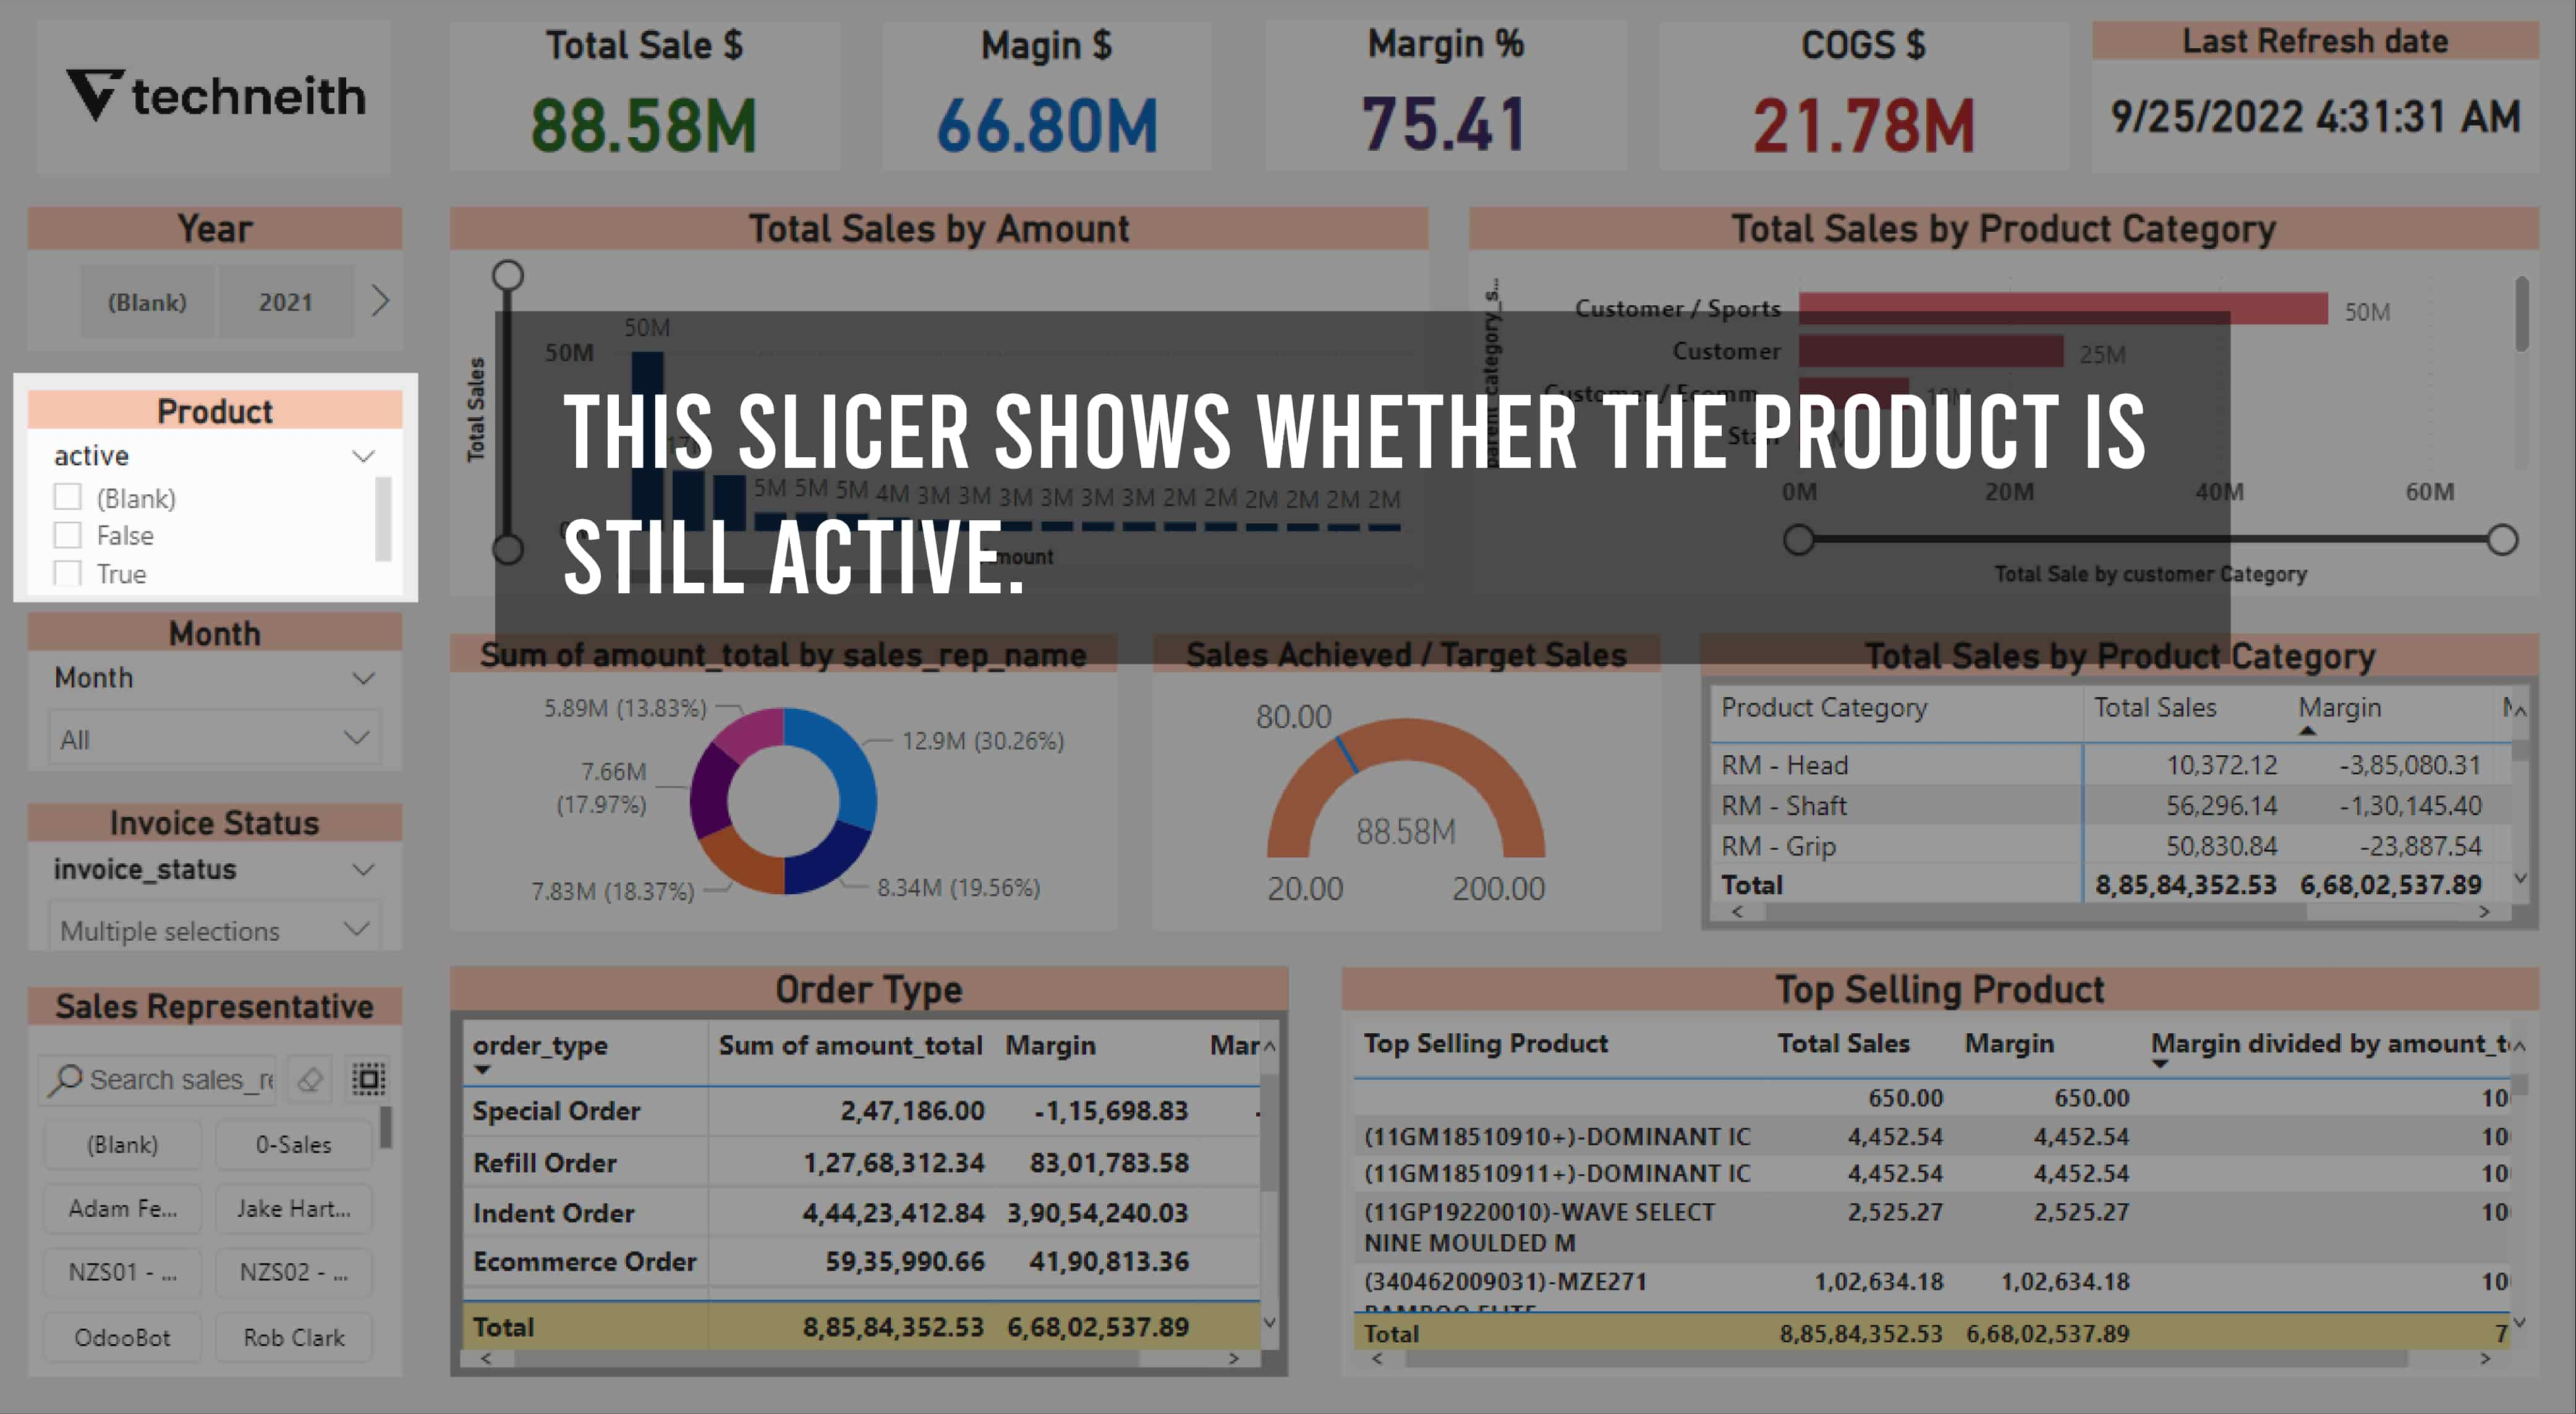 techneith
Total Sale $
88.58M
Magin $
66.80M
Margin %
75.41
COGS $
21.78M
Last Refresh date
9/25/2022 4:31:31 AM
Year
(Blank)
2021
Product
active
(Blank)
False
True
Month
Month
All
Invoice Status
invoice_status
Multiple selections
Sales Representative
Search sales_re
(Blank)
0-Sales
Adam Fe...
Jake Hart...
NZS01 - ...
NZS02 - ...
OdooBot
Rob Clark
Total Sales by Amount
Total Sales
50M
50M
5M 5M 5M 4M 3M 3M 3M 3M 3M 3M 2M 2M 2M 2M 2M 2M
Total Sales by Product Category
Customer / Sports
50M
Customer
25M
Customer / Ecomm...
0M 20M 40M 60M
Total Sale by customer Category
THIS SLICER SHOWS WHETHER THE PRODUCT IS
STILL ACTIVE.
Sum of amount_total by sales_rep_name
5.89M (13.83%)
12.9M (30.26%)
7.66M
(17.97%)
7.83M (18.37%)
8.34M (19.56%)
Sales Achieved / Target Sales
80.00
88.58M
20.00
200.00
Total Sales by Product Category
Product Category Total Sales Margin
RM - Head 10,372.12 -3,85,080.31
RM - Shaft 56,296.14 -1,30,145.40
RM - Grip 50,830.84 -23,887.54
Total 8,85,84,352.53 6,68,02,537.89
Order Type
order_type Sum of amount_total Margin Mar
Special Order 2,47,186.00 -1,15,698.83
Refill Order 1,27,68,312.34 83,01,783.58
Indent Order 4,44,23,412.84 3,90,54,240.03
Ecommerce Order 59,35,990.66 41,90,813.36
Total 8,85,84,352.53 6,68,02,537.89
Top Selling Product
Top Selling Product Total Sales Margin Margin divided by amount_t
650.00 650.00 10
(11GM18510910+)-DOMINANT IC 4,452.54 4,452.54 10
(11GM18510911+)-DOMINANT IC 4,452.54 4,452.54 10
(11GP19220010)-WAVE SELECT 2,525.27 2,525.27 10
NINE MOULDED M
(340462009031)-MZE271 1,02,634.18 1,02,634.18 10
Total 8,85,84,352.53 6,68,02,537.89 7